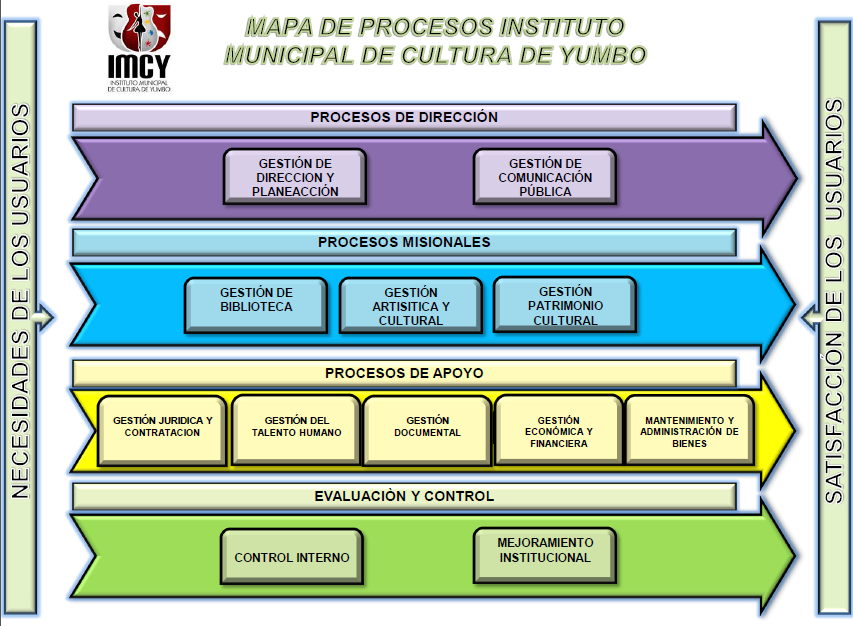 MAPA DE PROCESOS INSTITUTO
MUNICIPAL DE CULTURA DE YUMBO
IMCY
INSTITUTO MUNICIPAL
DE CULTURA DE YUMBO
NECESIDADES DE LOS USUARIOS
PROCESOS DE DIRECCIÓN
GESTIÓN DE
DIRECCION Y
PLANEACCIÓN
GESTIÓN DE
COMUNICACIÓN
PÚBLICA
PROCESOS MISIONALES
GESTIÓN DE
BIBLIOTECA
GESTIÓN
ARTISITICA Y
CULTURAL
GESTIÓN
PATRIMONIO
CULTURAL
PROCESOS DE APOYO
GESTIÓN JURIDICA Y
CONTRATACION
GESTIÓN DEL
TALENTO HUMANO
GESTIÓN
DOCUMENTAL
GESTIÓN
ECONÓMICA Y
FINANCIERA
MANTENIMIENTO Y
ADMINISTRACIÓN DE
BIENES
EVALUACIÒN Y CONTROL
CONTROL INTERNO
MEJORAMIENTO
INSTITUCIONAL
SATISFACCIÓN DE LOS USUARIOS